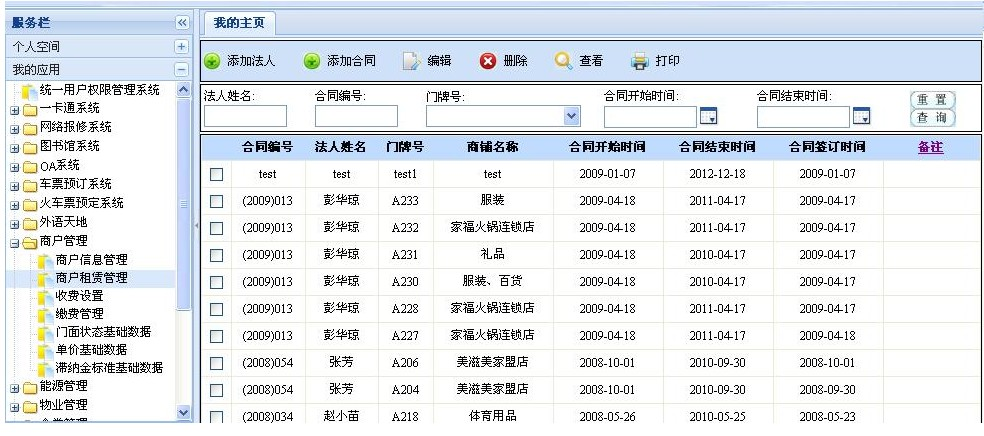 服务栏
个人空间
我的应用
统一用户权限管理系统
一卡通系统
网络报修系统
图书馆系统
OA系统
车票预订系统
火车票预定系统
外语天地
商户管理
商户信息管理
商户租赁管理
收费设置
缴费管理
门面状态基础数据
单价基础数据
滞纳金标准基础数据
能源管理
物业管理
我的主页
添加法人 添加合同 编辑 删除 查看 打印
法人姓名: 合同编号: 门牌号: 合同开始时间: 合同结束时间: 重 置
查 询
合同编号 法人姓名 门牌号 商铺名称 合同开始时间 合同结束时间 合同签订时间 备注
test test test1 test 2009-01-07 2012-12-18 2009-01-07
(2009)013 彭华琼 A233 服装 2009-04-18 2011-04-17 2009-04-17
(2009)013 彭华琼 A232 家福火锅连锁店 2009-04-18 2011-04-17 2009-04-17
(2009)013 彭华琼 A231 礼品 2009-04-18 2010-04-17 2009-04-17
(2009)013 彭华琼 A230 服装、百货 2009-04-18 2010-04-17 2009-04-17
(2009)013 彭华琼 A228 家福火锅连锁店 2009-04-18 2011-04-17 2009-04-17
(2009)013 彭华琼 A227 家福火锅连锁店 2009-04-18 2011-04-17 2009-04-18
(2008)054 张芳 A206 美滋美家盟店 2008-10-01 2010-09-30 2008-10-01
(2008)054 张芳 A204 美滋美家盟店 2008-10-01 2010-09-30 2008-09-30
(2008)034 赵小苗 A218 体育用品 2008-05-26 2010-05-25 2008-05-23